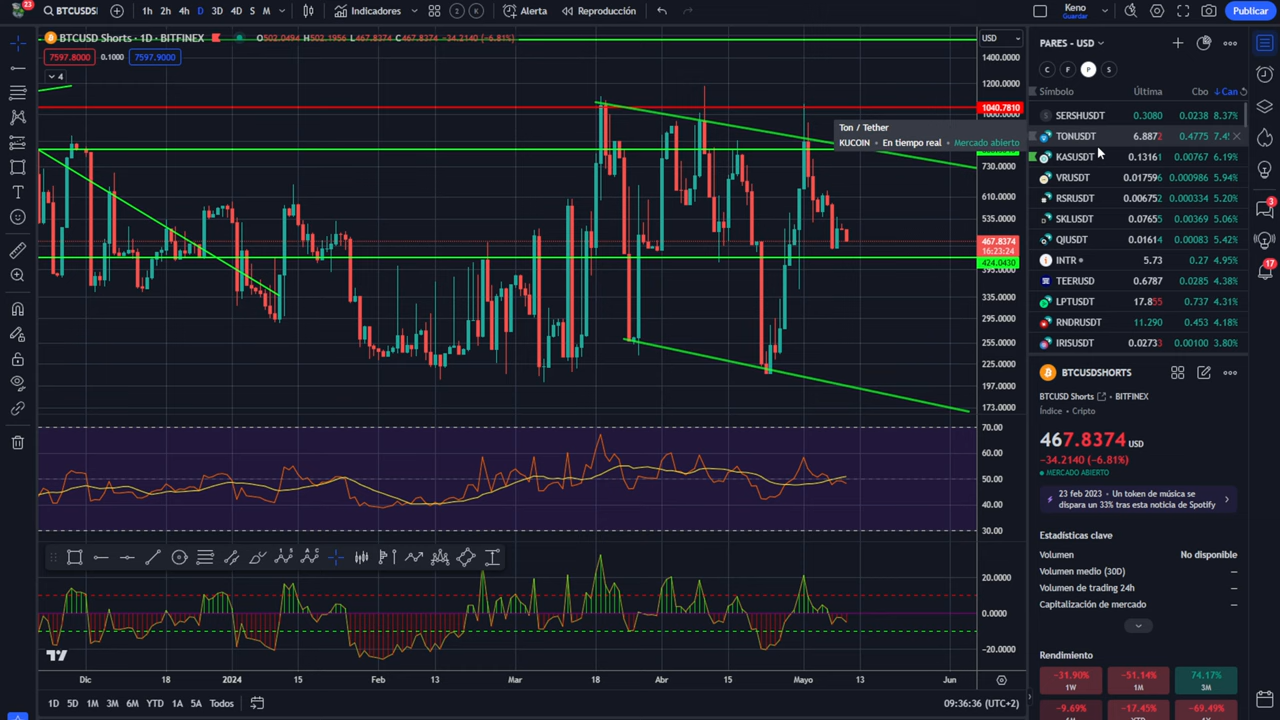 23
BTCUSDS
1h 2h 4h D 3D 4D S M
Indicadores
2 K
Alerta
Reproducción
Keno
Guardar
Publicar
BTCUSD Shorts · 1D · BITFINEX
O502.0494 H502.1956 L467.8374 C467.8374 −34.2140 (−6.81%)
7597.8000 0.1000 7597.9000
4
USD
1400.0000
1200.0000
1040.7810
730.0000
610.0000
535.0000
467.8374
16:23:24
424.0430
335.0000
295.0000
255.0000
225.0000
197.0000
173.0000
70.00
60.00
50.00
40.00
30.00
20.0000
0.0000
−20.0000
Dic 18 2024 15 Feb 13 Mar 18 Abr 15 Mayo 13 Jun
1D 5D 1M 3M 6M YTD 1A 5A Todos
09:36:36 (UTC+2)
Ton / Tether
KUCOIN • En tiempo real • Mercado abierto
PARES - USD
C F P S
Símbolo Última Cbo Can
SERSHUSDT 0.3080 0.0238 8.37%
TONUSDT 6.8872 0.4775
KASUSDT 0.13161 0.00767 6.19%
VRUSDT 0.017596 0.000986 5.94%
RSRUSDT 0.006752 0.000334 5.20%
SKLUSDT 0.07655 0.00369 5.06%
QIUSDT 0.01614 0.00083 5.42%
INTR 5.73 0.27 4.95%
TEERUSD 0.6787 0.0285 4.38%
LPTUSDT 17.855 0.737 4.31%
RNDRUSDT 11.290 0.453 4.18%
IRISUSDT 0.02733 0.00100 3.80%
BTCUSDSHORTS
BTCUSD Shorts • BITFINEX
Índice • Cripto
467.8374 USD
−34.2140 (−6.81%)
MERCADO ABIERTO
23 feb 2023 • Un token de música se
dispara un 33% tras esta noticia de Spotify
Estadísticas clave
Volumen No disponible
Volumen medio (30D) —
Volumen de trading 24h —
Capitalización de mercado —
Rendimiento
−31.90% −51.14% 74.17%
1W 1M 3M
−9.69% −17.45% −69.49%
3
17